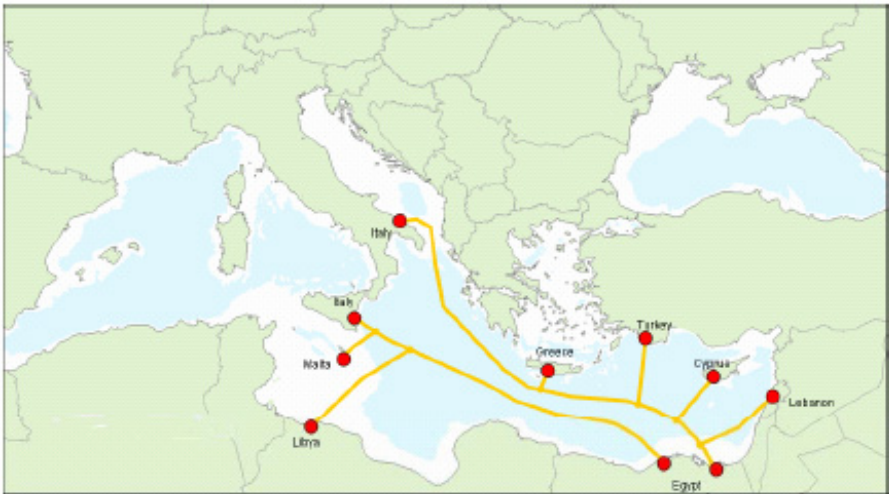 Italy
Italy
Malta
Libya
Greece
Turkey
Cyprus
Lebanon
Egypt